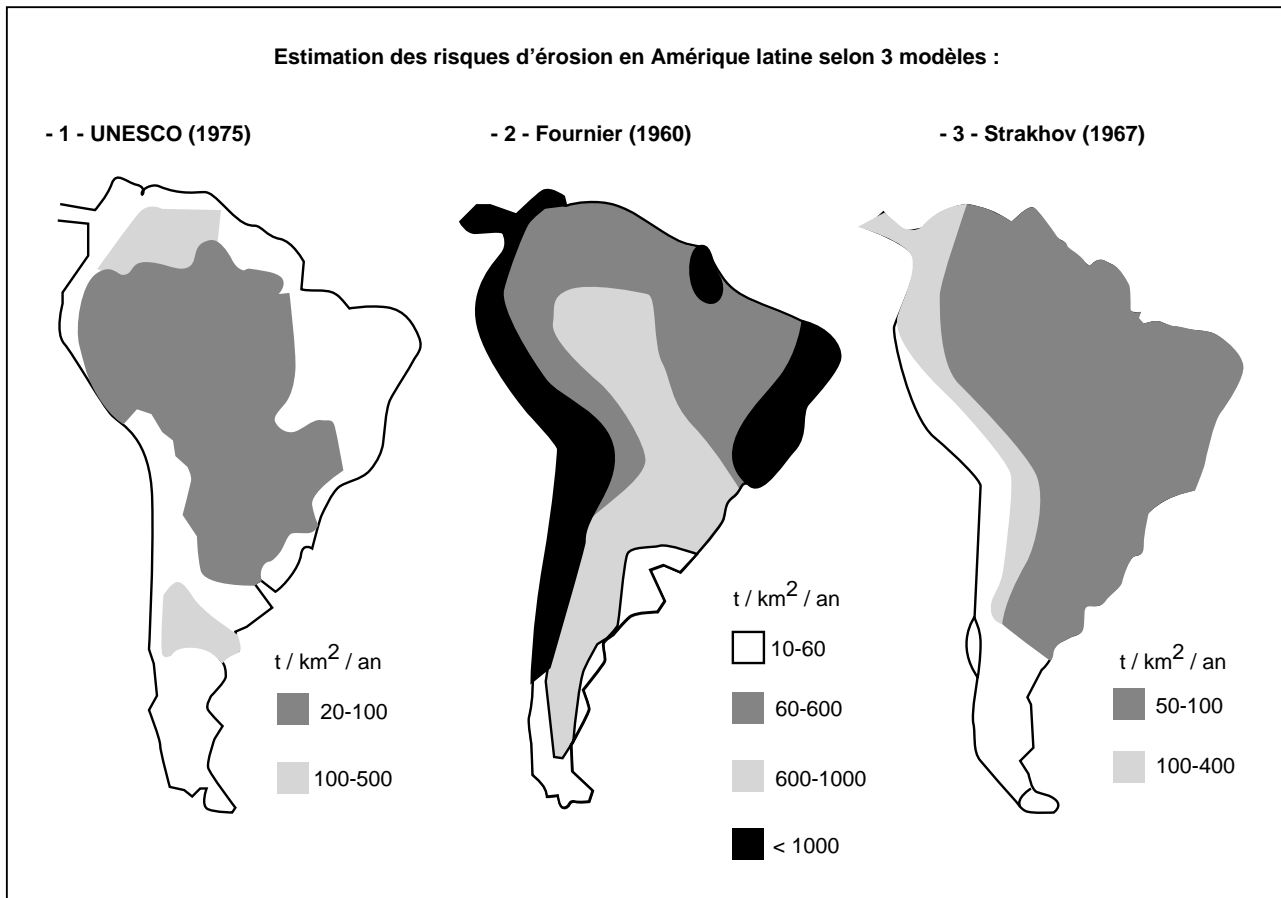 Estimation des risques d'érosion en Amérique latine selon 3 modèles :
- 1 - UNESCO (1975)
- 2 - Fournier (1960)
- 3 - Strakhov (1967)
t / km² / an
20-100
100-500
t / km² / an
10-60
60-600
600-1000
< 1000
t / km² / an
50-100
100-400